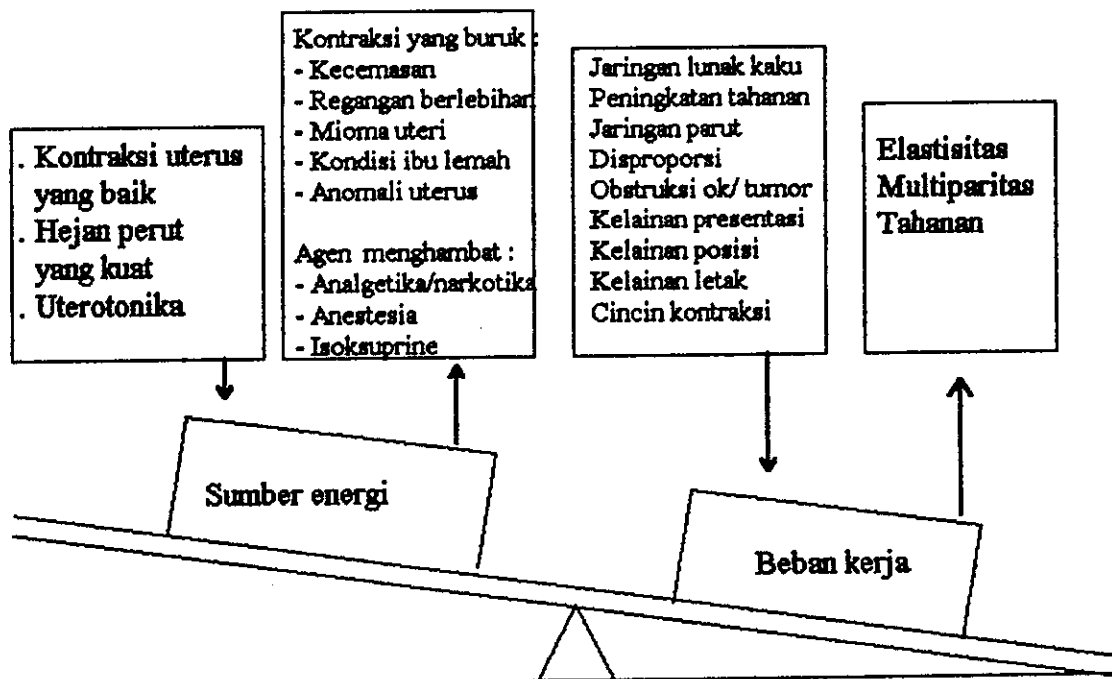 . Kontraksi uterus
yang baik
. Hejan perut
yang kuat
. Uterotonika
Kontraksi yang buruk :
- Kecemasan
- Regangan berlebihan
- Mioma uteri
- Kondisi ibu lemah
- Anomali uterus
Agen menghambat :
- Analgetika/narkotika
- Anestesia
- Isoksuprine
Jaringan lunak kaku
Peningkatan tahanan
Jaringan parut
Disproporsi
Obstruksi ok/ tumor
Kelainan presentasi
Kelainan posisi
Kelainan letak
Cincin kontraksi
Elastisitas
Multiparitas
Tahanan
Sumber energi
Beban kerja